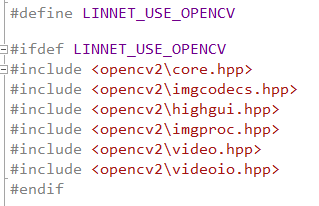 #define LINNET_USE_OPENCV
#ifdef LINNET_USE_OPENCV
#include <opencv2\core.hpp>
#include <opencv2\imgcodecs.hpp>
#include <opencv2\highgui.hpp>
#include <opencv2\imgproc.hpp>
#include <opencv2\video.hpp>
#include <opencv2\videoio.hpp>
#endif